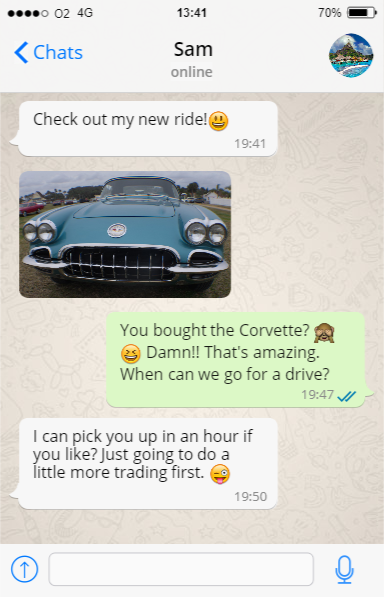 O2 4G 13:41 70%
Chats Sam
online
Check out my new ride!😃
19:41
You bought the Corvette? 🙈
😆 Damn!! That's amazing.
When can we go for a drive?
19:47
I can pick you up in an hour if
you like? Just going to do a
little more trading first. 😜
19:50